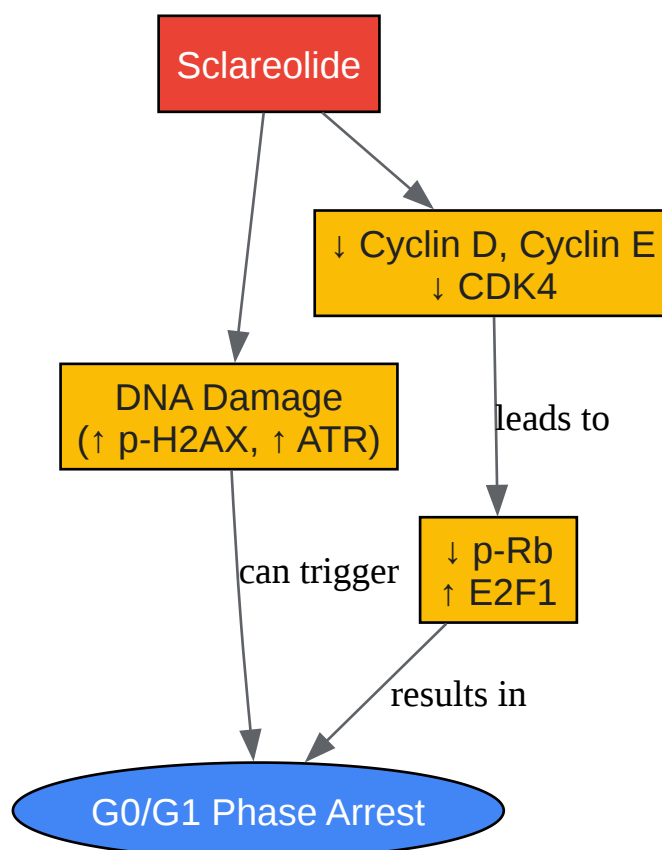 Sclareolide
↓ Cyclin D, Cyclin E
↓ CDK4
DNA Damage
(↑ p-H2AX, ↑ ATR)
leads to
↓ p-Rb
↑ E2F1
can trigger
results in
G0/G1 Phase Arrest